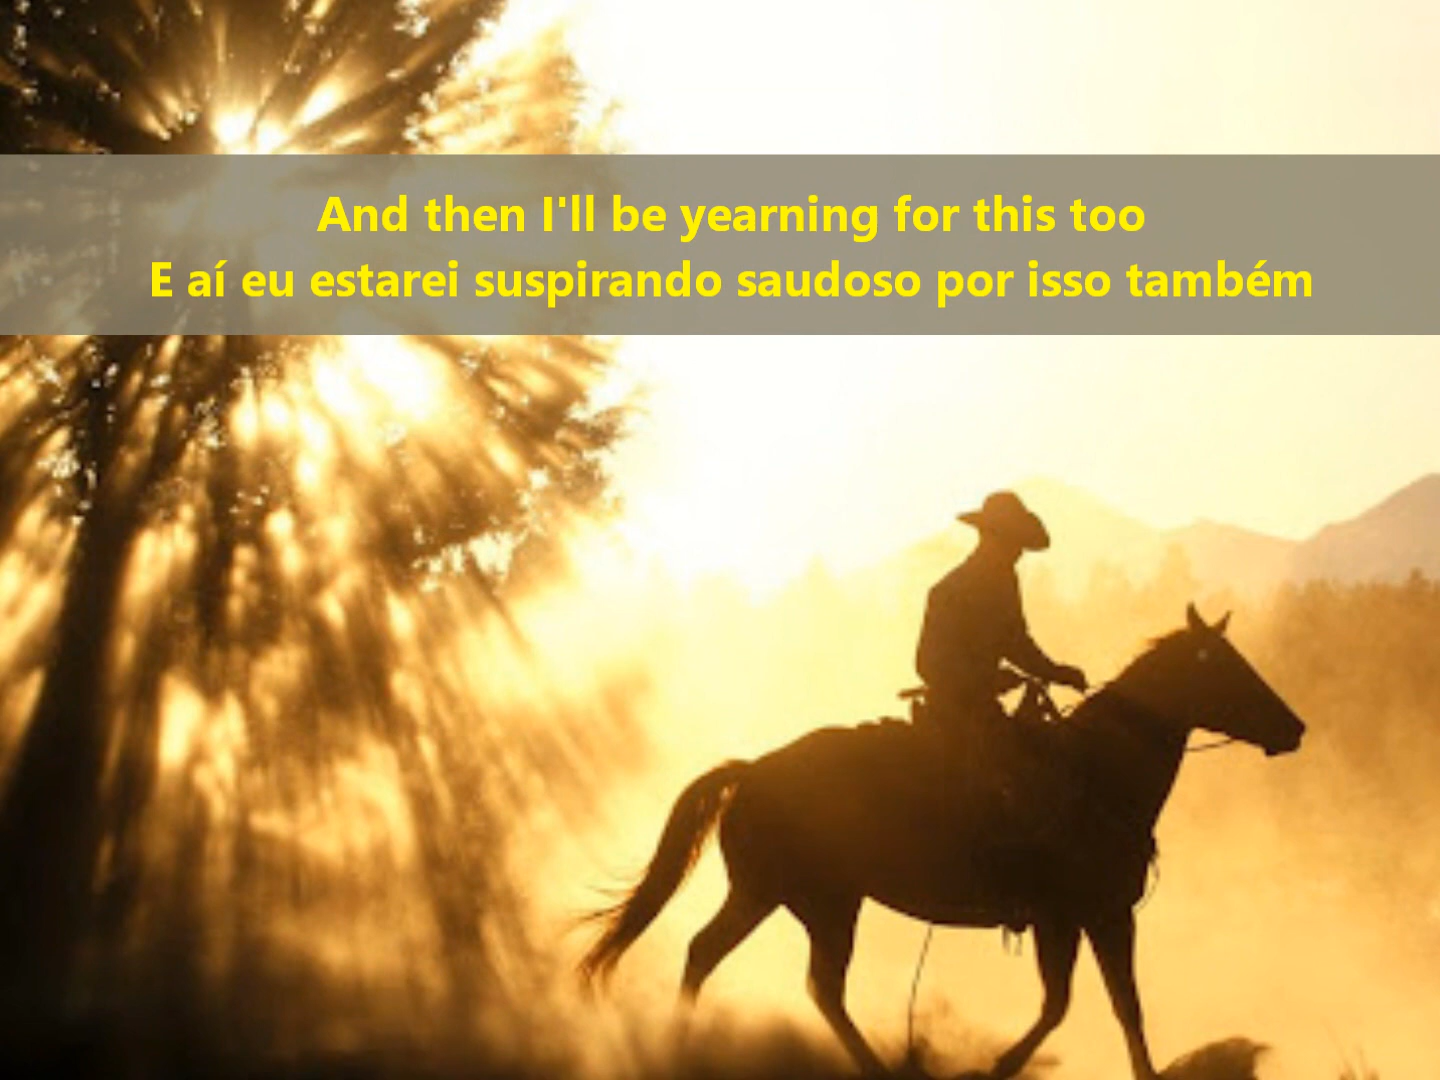 And then I'll be yearning for this too
E aí eu estarei suspirando saudoso por isso também